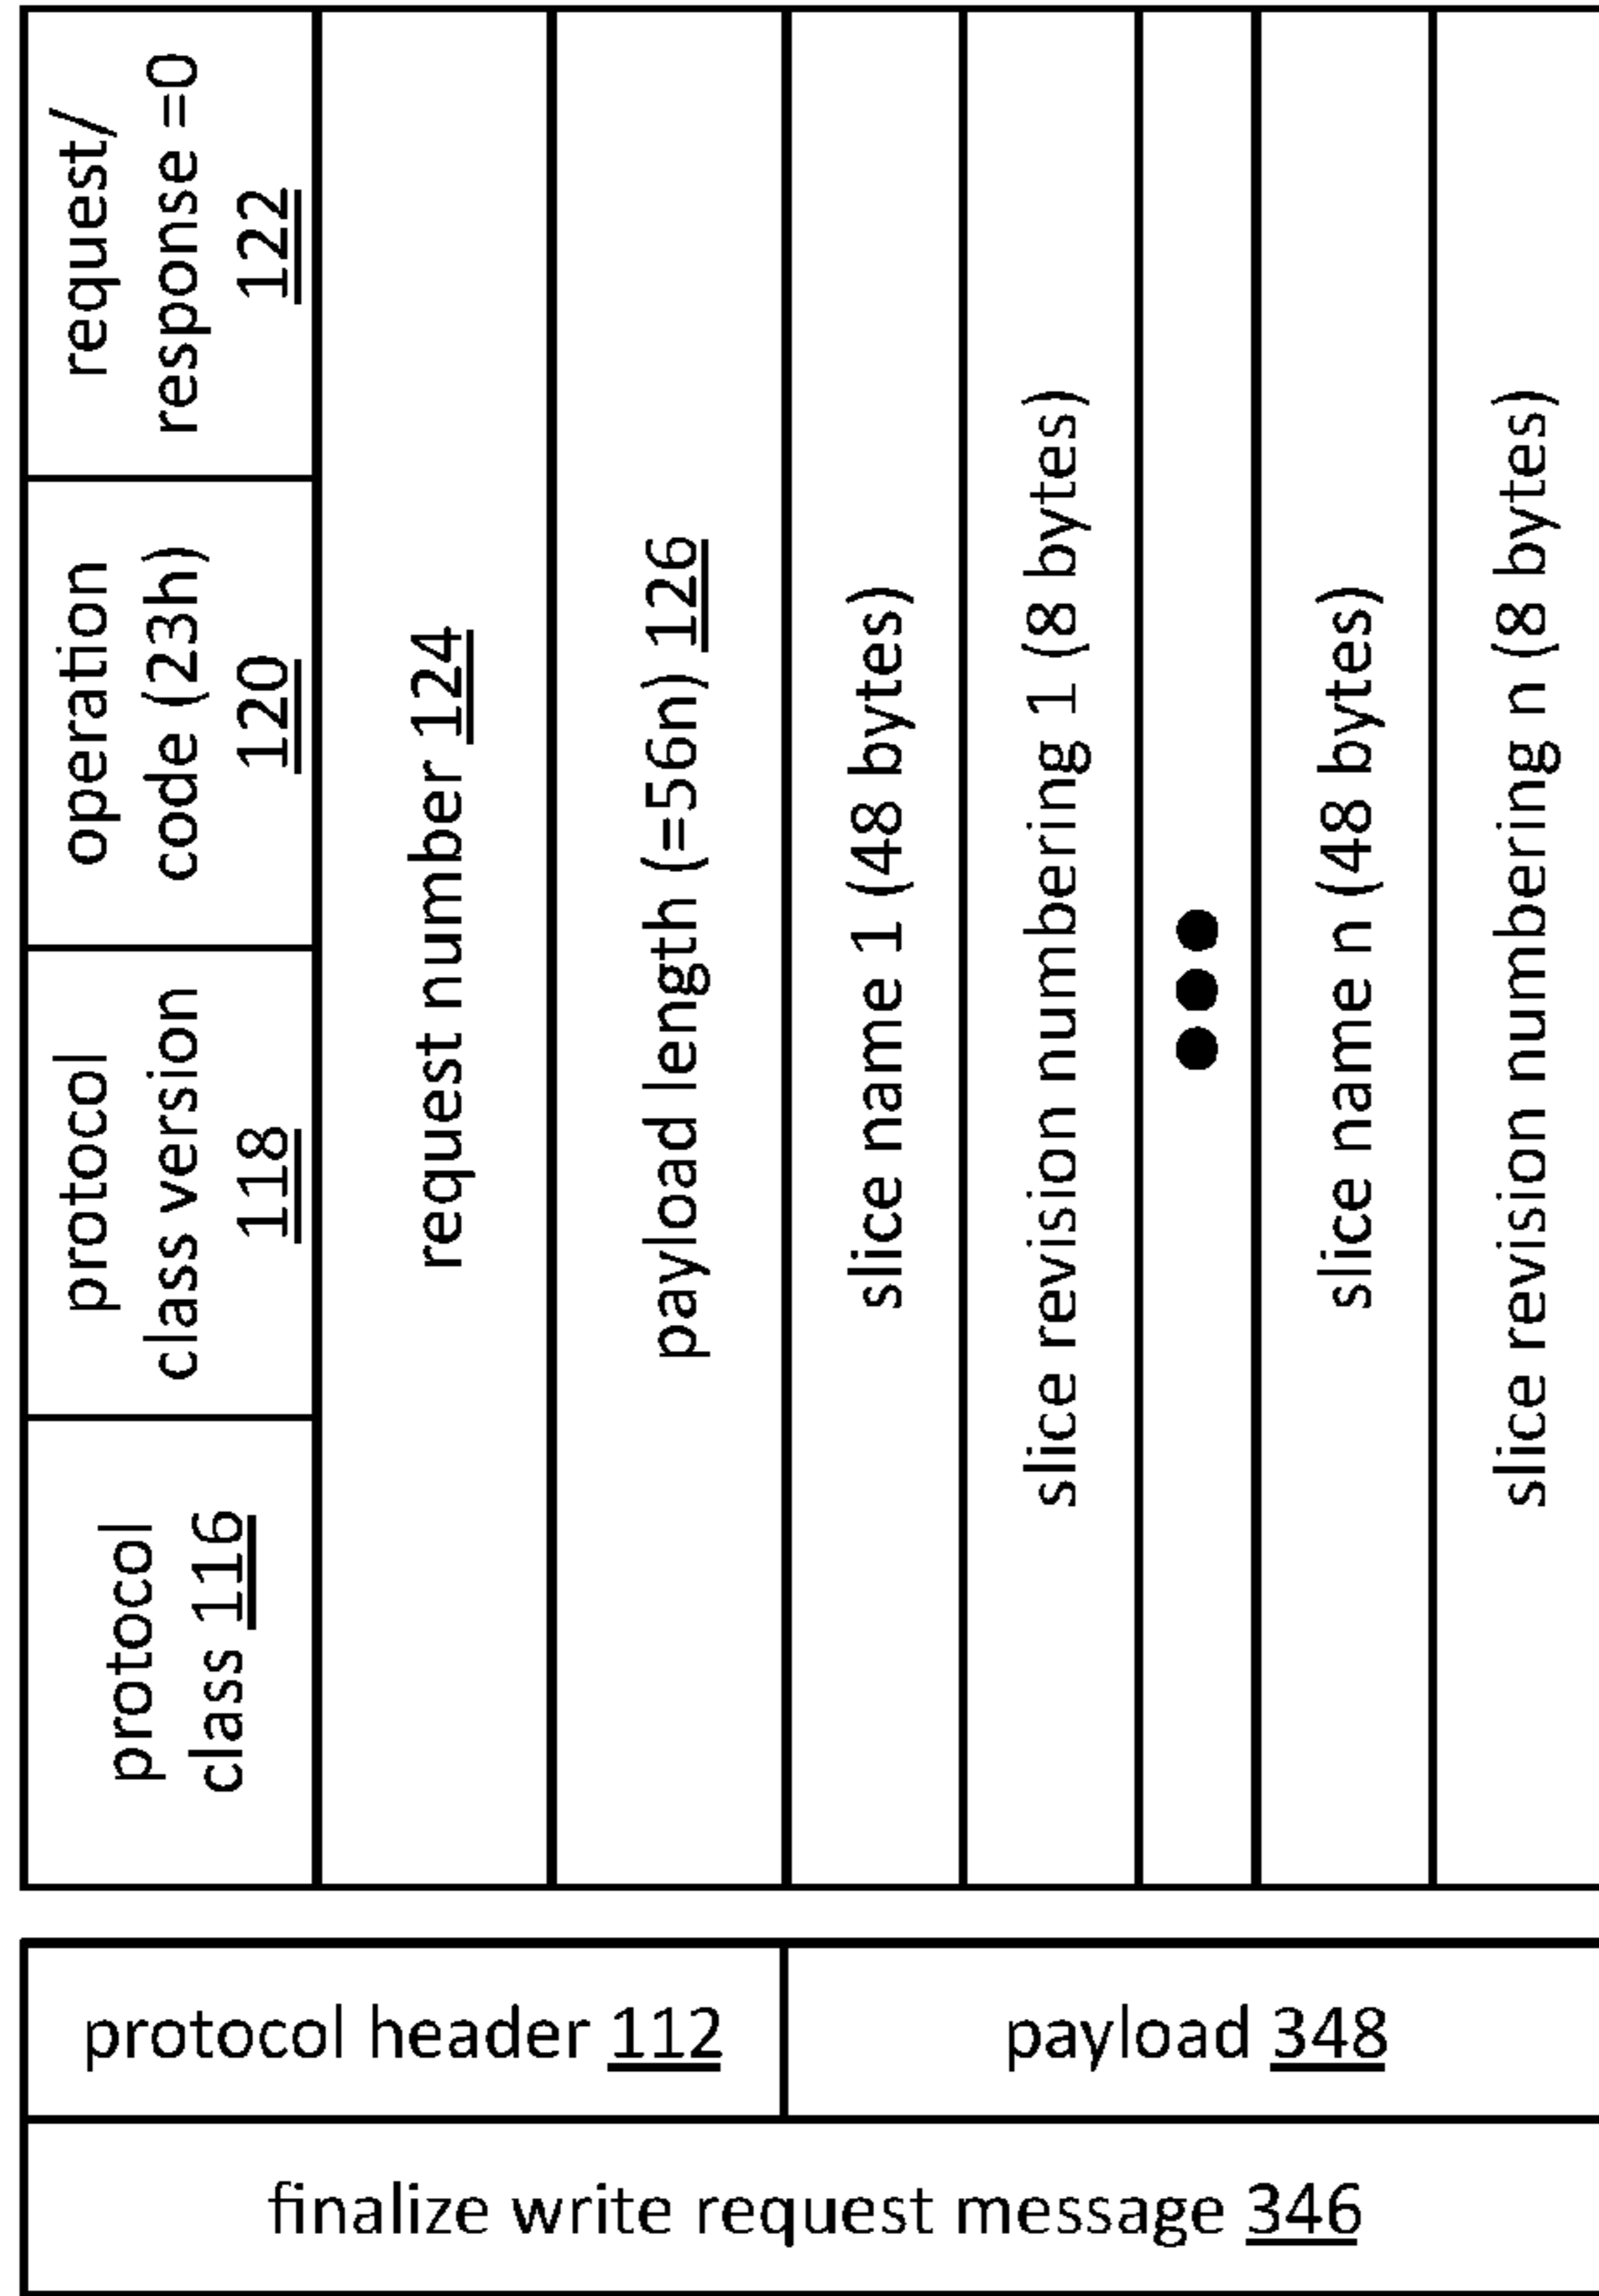 protocol
class 116
protocol
class version
118
operation
code (23h)
120
request/
response =0
122
request number 124
payload length (=56n) 126
slice name 1 (48 bytes)
slice revision numbering 1 (8 bytes)
slice name n (48 bytes)
slice revision numbering n (8 bytes)
protocol header 112
payload 348
finalize write request message 346